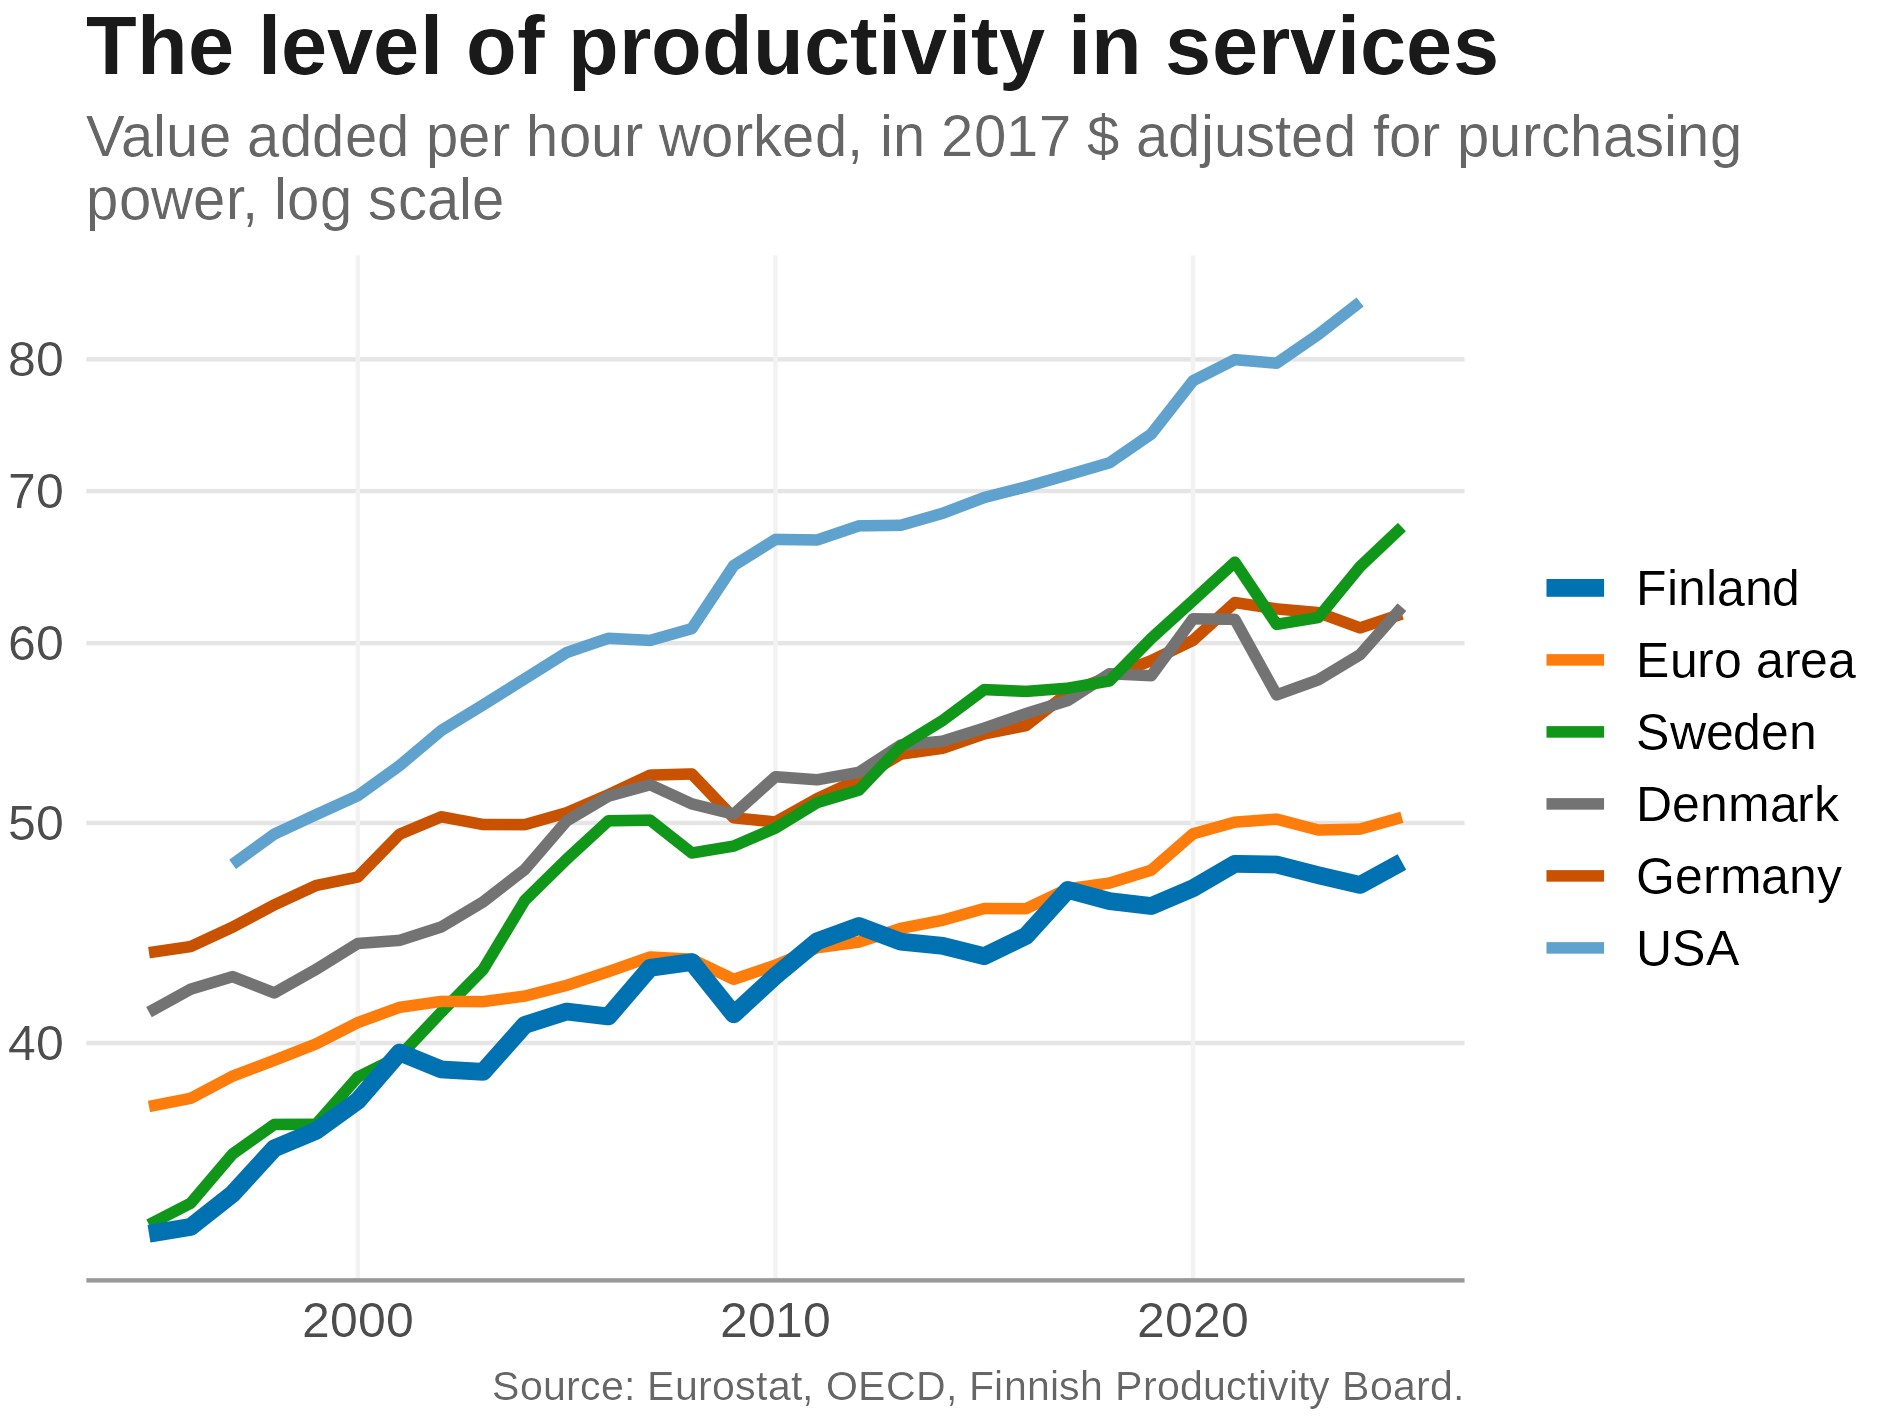 The level of productivity in services
Value added per hour worked, in 2017 $ adjusted for purchasing
power, log scale
80
70
60
50
40
2000 2010 2020
Finland
Euro area
Sweden
Denmark
Germany
USA
Source: Eurostat, OECD, Finnish Productivity Board.